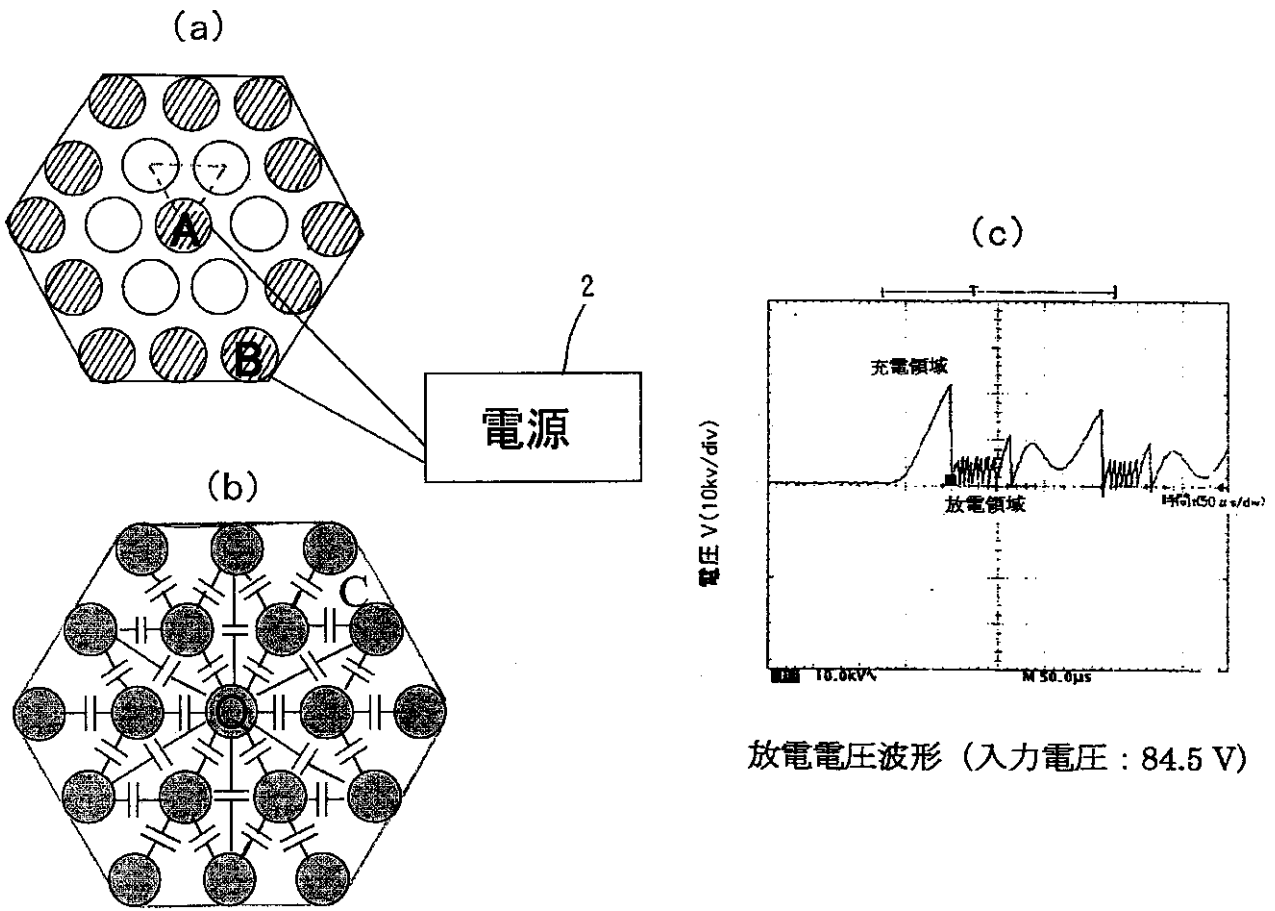 (a)
A
B
2
電源
(b)
C
(c)
充電領域
放電領域
電圧 V(10kv/div)
10.0kV
M 50.0μs
放電電圧波形 (入力電圧:84.5 V)